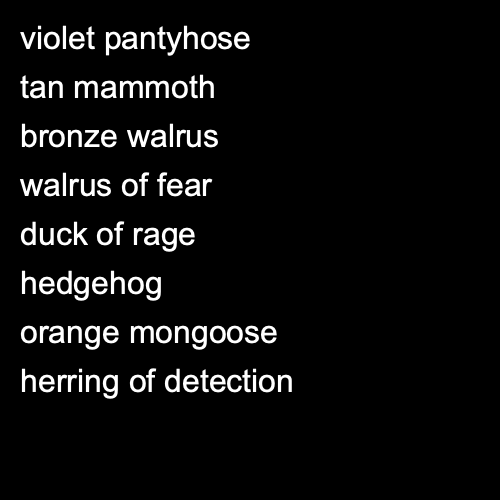 violet pantyhose
tan mammoth
bronze walrus
walrus of fear
duck of rage
hedgehog
orange mongoose
herring of detection